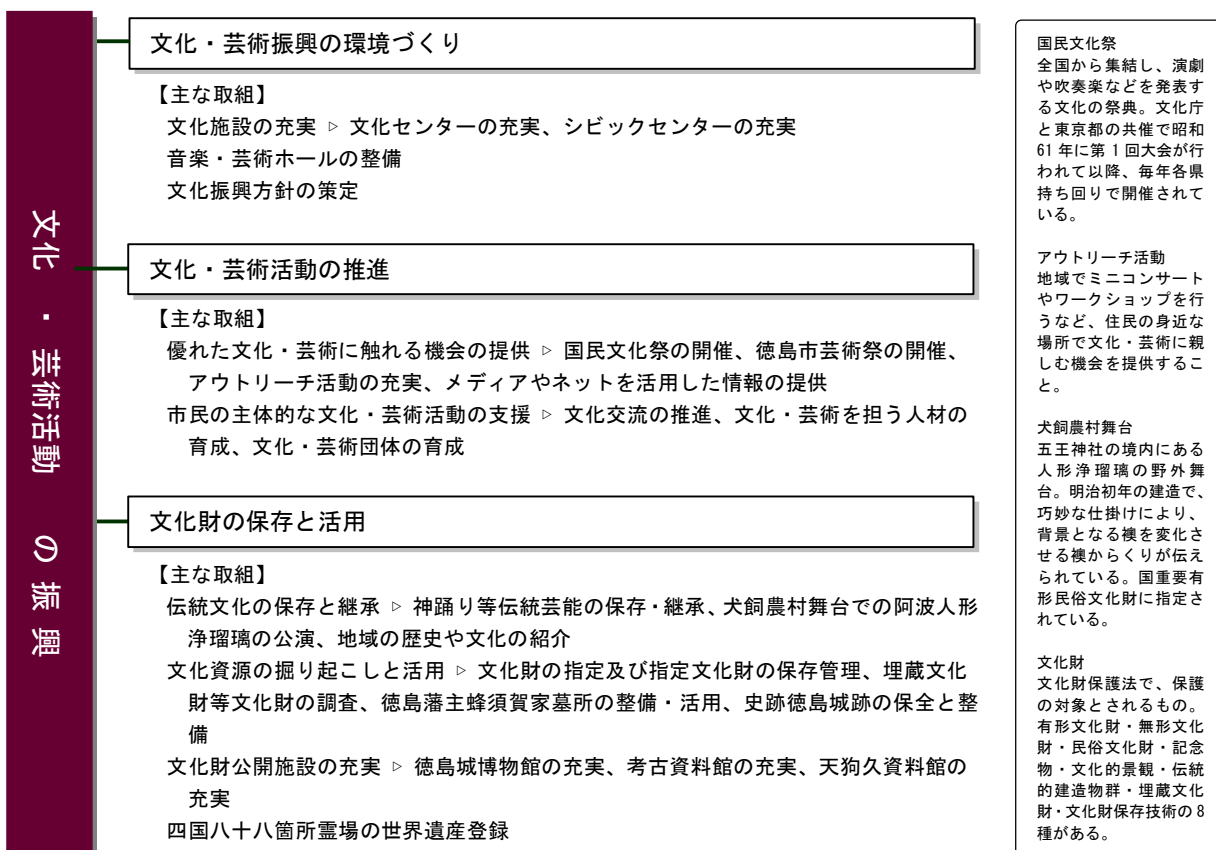 文化・芸術活動の振興
文化・芸術振興の環境づくり
【主な取組】
文化施設の充実 ▷ 文化センターの充実、シビックセンターの充実
音楽・芸術ホールの整備
文化振興方針の策定
文化・芸術活動の推進
【主な取組】
優れた文化・芸術に触れる機会の提供 ▷ 国民文化祭の開催、徳島市芸術祭の開催、
アウトリーチ活動の充実、メディアやネットを活用した情報の提供
市民の主体的な文化・芸術活動の支援 ▷ 文化交流の推進、文化・芸術を担う人材の
育成、文化・芸術団体の育成
文化財の保存と活用
【主な取組】
伝統文化の保存と継承 ▷ 神踊り等伝統芸能の保存・継承、犬飼農村舞台での阿波人形
浄瑠璃の公演、地域の歴史や文化の紹介
文化資源の掘り起こしと活用 ▷ 文化財の指定及び指定文化財の保存管理、埋蔵文化
財等文化財の調査、徳島藩主蜂須賀家墓所の整備・活用、史跡徳島城跡の保全と整
備
文化財公開施設の充実 ▷ 徳島城博物館の充実、考古資料館の充実、天狗久資料館の
充実
四国八十八箇所霊場の世界遺産登録
国民文化祭
全国から集結し、演劇
や吹奏楽などを発表す
る文化の祭典。文化庁
と東京都の共催で昭和
61 年に第 1 回大会が行
われて以降、毎年各県
持ち回りで開催されて
いる。
アウトリーチ活動
地域でミニコンサート
やワークショップを行
うなど、住民の身近な
場所で文化・芸術に親
しむ機会を提供するこ
と。
犬飼農村舞台
五王神社の境内にある
人形浄瑠璃の野外舞
台。明治初年の建造で、
巧妙な仕掛けにより、
背景となる襖を変化さ
せる襖からくりが伝え
られている。国重要有
形民俗文化財に指定さ
れている。
文化財
文化財保護法で、保護
の対象とされるもの。
有形文化財・無形文化
財・民俗文化財・記念
物・文化的景観・伝統
的建造物群・埋蔵文化
財・文化財保存技術の 8
種がある。